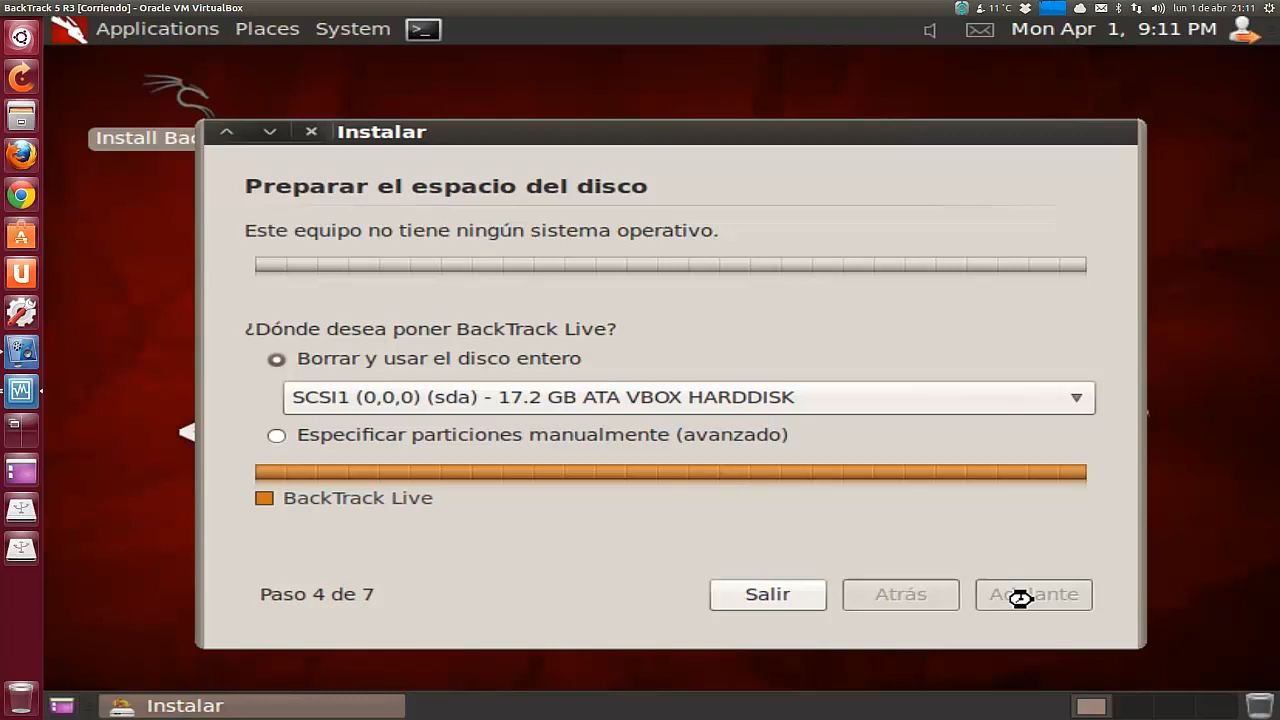 BackTrack 5 R3 [Corriendo] - Oracle VM VirtualBox
11 °C
lun 1 de abr 21:11
Applications Places System
Mon Apr 1, 9:11 PM
Install Bac
Instalar
Preparar el espacio del disco
Este equipo no tiene ningún sistema operativo.
¿Dónde desea poner BackTrack Live?
Borrar y usar el disco entero
SCSI1 (0,0,0) (sda) - 17.2 GB ATA VBOX HARDDISK
Especificar particiones manualmente (avanzado)
BackTrack Live
Paso 4 de 7
Salir
Atrás
Adelante
Instalar